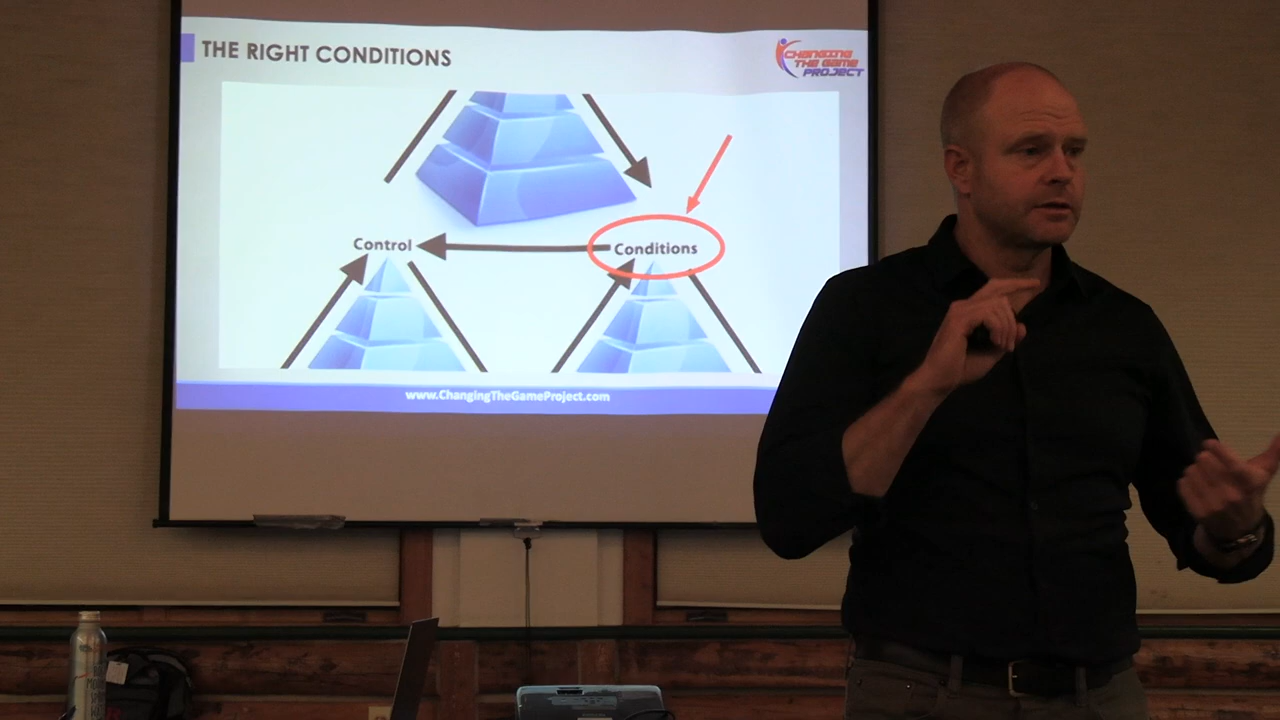 THE RIGHT CONDITIONS
CHANGING
THE GAME
PROJECT
Control
Conditions
www.ChangingTheGameProject.com